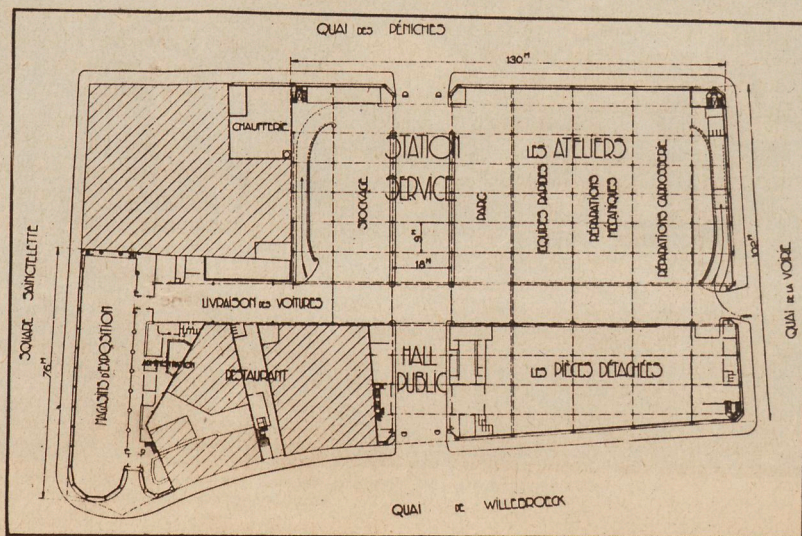 QUAI DES PÉNICHES
130M
CHAUFFERIE
STATION
SERVICE
LES ATELIERS
STOCKAGE
PARC
EQUIPES RAPIDES
RÉPARATIONS
MÉCANIQUES
RÉPARATIONS CARROSSERIE
9M
18M
102M
SQUARE SAINCTELETTE
76M
QUAI DE LA VOIRIE
LIVRAISON DES VOITURES
MAGASINS D'EXPOSITION
ADMINISTRATION
RESTAURANT
HALL
PUBLIC
LES PIÈCES DÉTACHÉES
QUAI DE WILLEBROECK